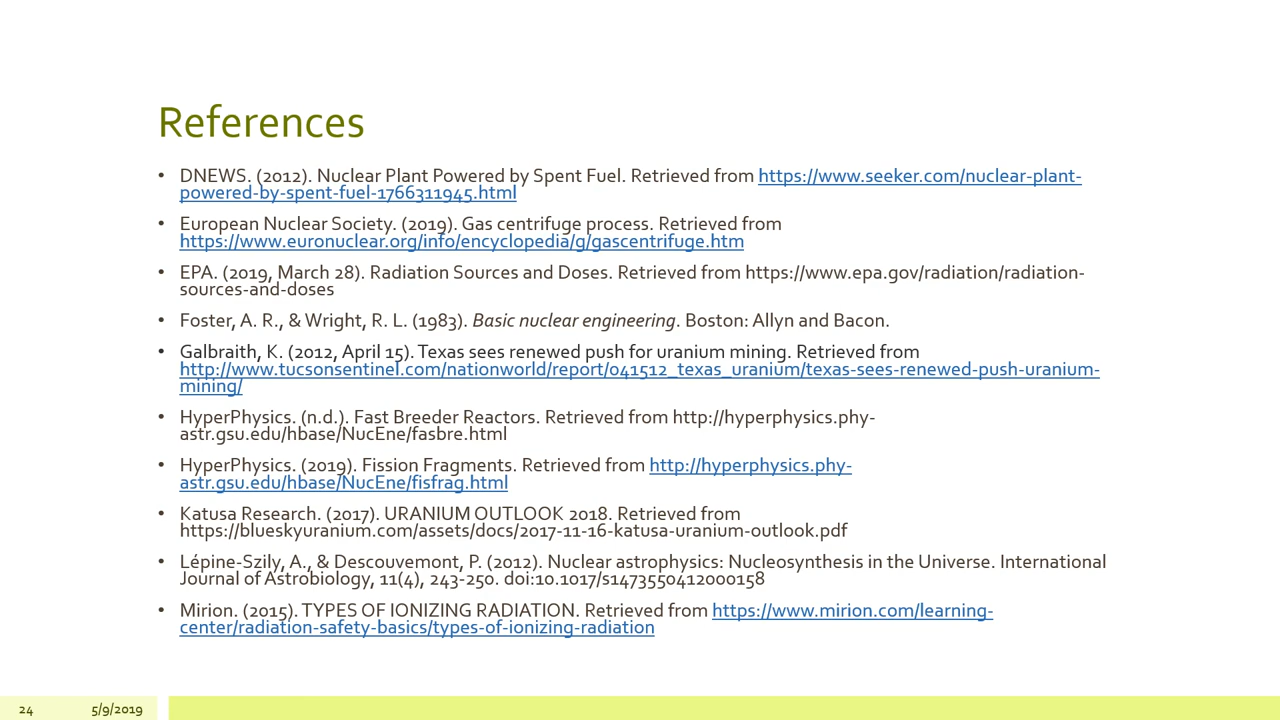 References
• DNEWS. (2012). Nuclear Plant Powered by Spent Fuel. Retrieved from https://www.seeker.com/nuclear-plant-
powered-by-spent-fuel-1766311945.html
• European Nuclear Society. (2019). Gas centrifuge process. Retrieved from
https://www.euronuclear.org/info/encyclopedia/g/gascentrifuge.htm
• EPA. (2019, March 28). Radiation Sources and Doses. Retrieved from https://www.epa.gov/radiation/radiation-
sources-and-doses
• Foster, A. R., & Wright, R. L. (1983). Basic nuclear engineering. Boston: Allyn and Bacon.
• Galbraith, K. (2012, April 15). Texas sees renewed push for uranium mining. Retrieved from
http://www.tucsonsentinel.com/nationworld/report/041512_texas_uranium/texas-sees-renewed-push-uranium-
mining/
• HyperPhysics. (n.d.). Fast Breeder Reactors. Retrieved from http://hyperphysics.phy-
astr.gsu.edu/hbase/NucEne/fasbre.html
• HyperPhysics. (2019). Fission Fragments. Retrieved from http://hyperphysics.phy-
astr.gsu.edu/hbase/NucEne/fisfrag.html
• Katusa Research. (2017). URANIUM OUTLOOK 2018. Retrieved from
https://blueskyuranium.com/assets/docs/2017-11-16-katusa-uranium-outlook.pdf
• Lépine-Szily, A., & Descouvemont, P. (2012). Nuclear astrophysics: Nucleosynthesis in the Universe. International
Journal of Astrobiology, 11(4), 243-250. doi:10.1017/s1473550412000158
• Mirion. (2015). TYPES OF IONIZING RADIATION. Retrieved from https://www.mirion.com/learning-
center/radiation-safety-basics/types-of-ionizing-radiation
24 5/9/2019